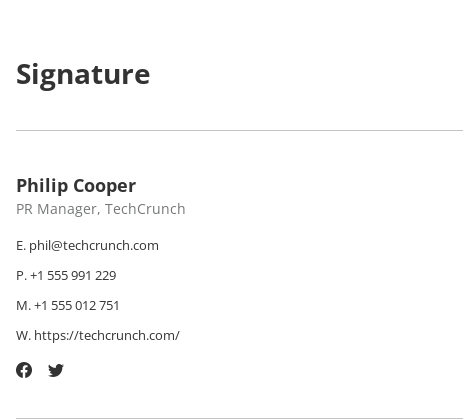 Signature
Philip Cooper
PR Manager, TechCrunch
E. phil@techcrunch.com
P. +1 555 991 229
M. +1 555 012 751
W. https://techcrunch.com/